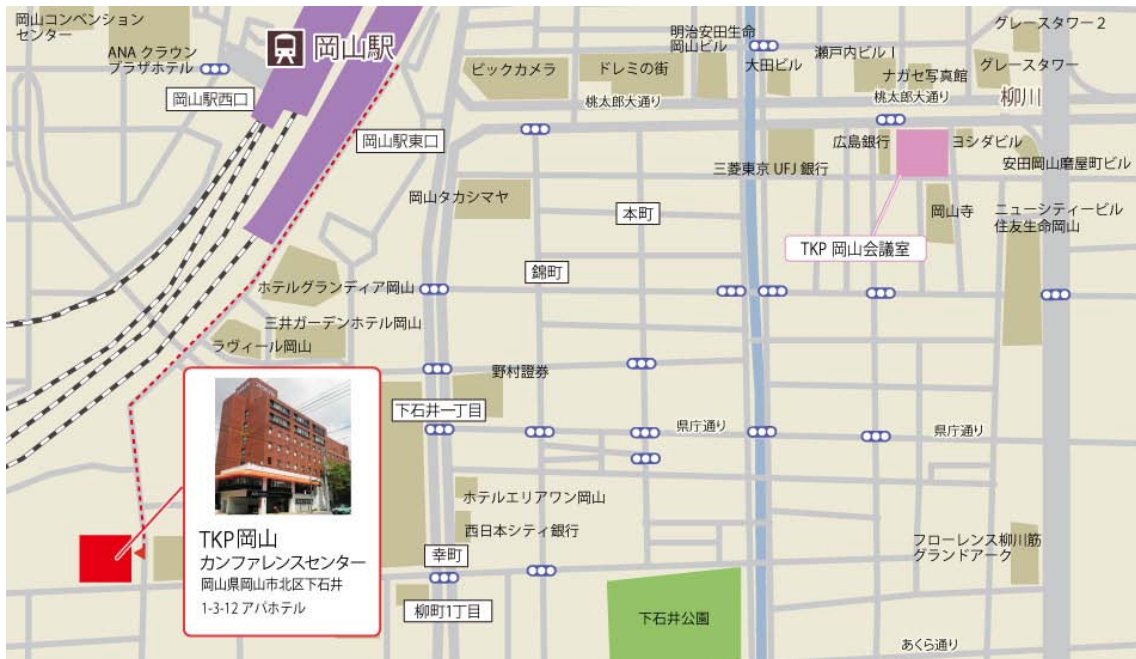 岡山コンベンション
センター
ANA クラウン
プラザホテル
岡山駅
岡山駅西口
岡山駅東口
ビックカメラ
ドレミの街
明治安田生命
岡山ビル
大田ビル
瀬戸内ビル I
ナガセ写真館
グレースタワー 2
グレースタワー
桃太郎大通り
桃太郎大通り
柳川
広島銀行
ヨシダビル
三菱東京 UFJ 銀行
安田岡山磨屋町ビル
岡山タカシマヤ
本町
岡山寺
ニューシティービル
住友生命岡山
TKP 岡山会議室
錦町
ホテルグランディア岡山
三井ガーデンホテル岡山
ラヴィール岡山
野村證券
下石井一丁目
県庁通り
県庁通り
ホテルエリアワン岡山
西日本シティ銀行
TKP岡山
カンファレンスセンター
岡山県岡山市北区下石井
1-3-12 アパホテル
幸町
柳町1丁目
フローレンス柳川筋
グランドアーク
下石井公園
あくら通り